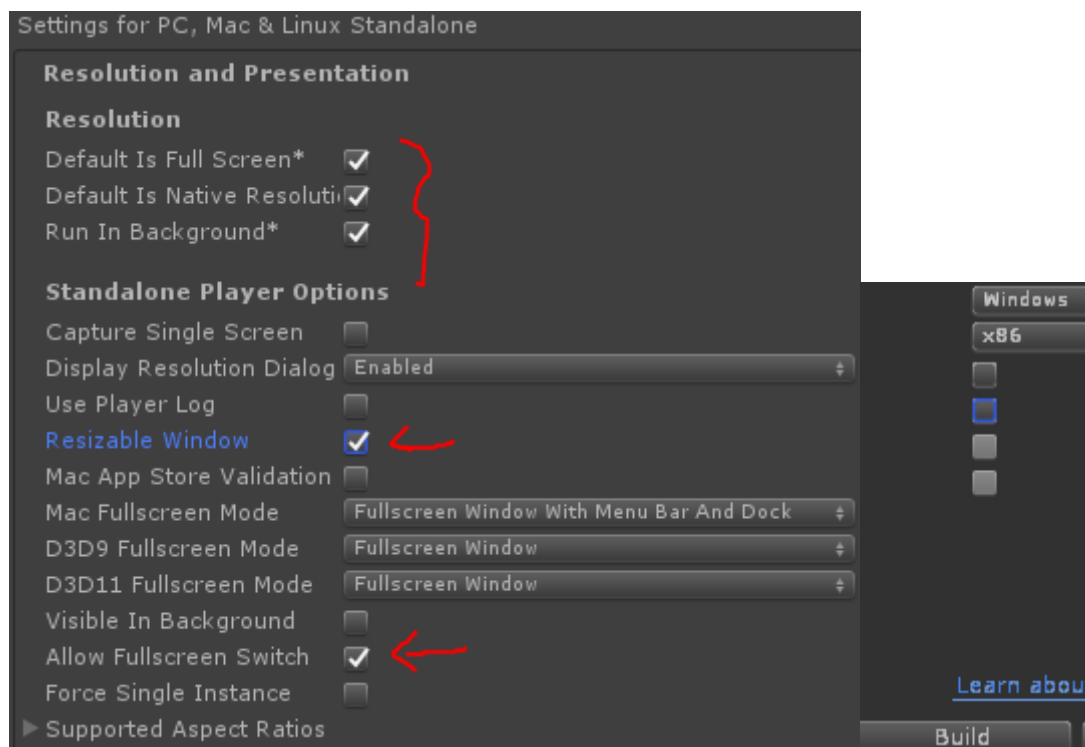 Settings for PC, Mac & Linux Standalone
Resolution and Presentation
Resolution
Default Is Full Screen*
Default Is Native Resoluti
Run In Background*
Standalone Player Options
Capture Single Screen
Display Resolution Dialog Enabled
Use Player Log
Resizable Window
Mac App Store Validation
Mac Fullscreen Mode Fullscreen Window With Menu Bar And Dock
D3D9 Fullscreen Mode Fullscreen Window
D3D11 Fullscreen Mode Fullscreen Window
Visible In Background
Allow Fullscreen Switch
Force Single Instance
Supported Aspect Ratios
Windows
x86
Learn abou
Build